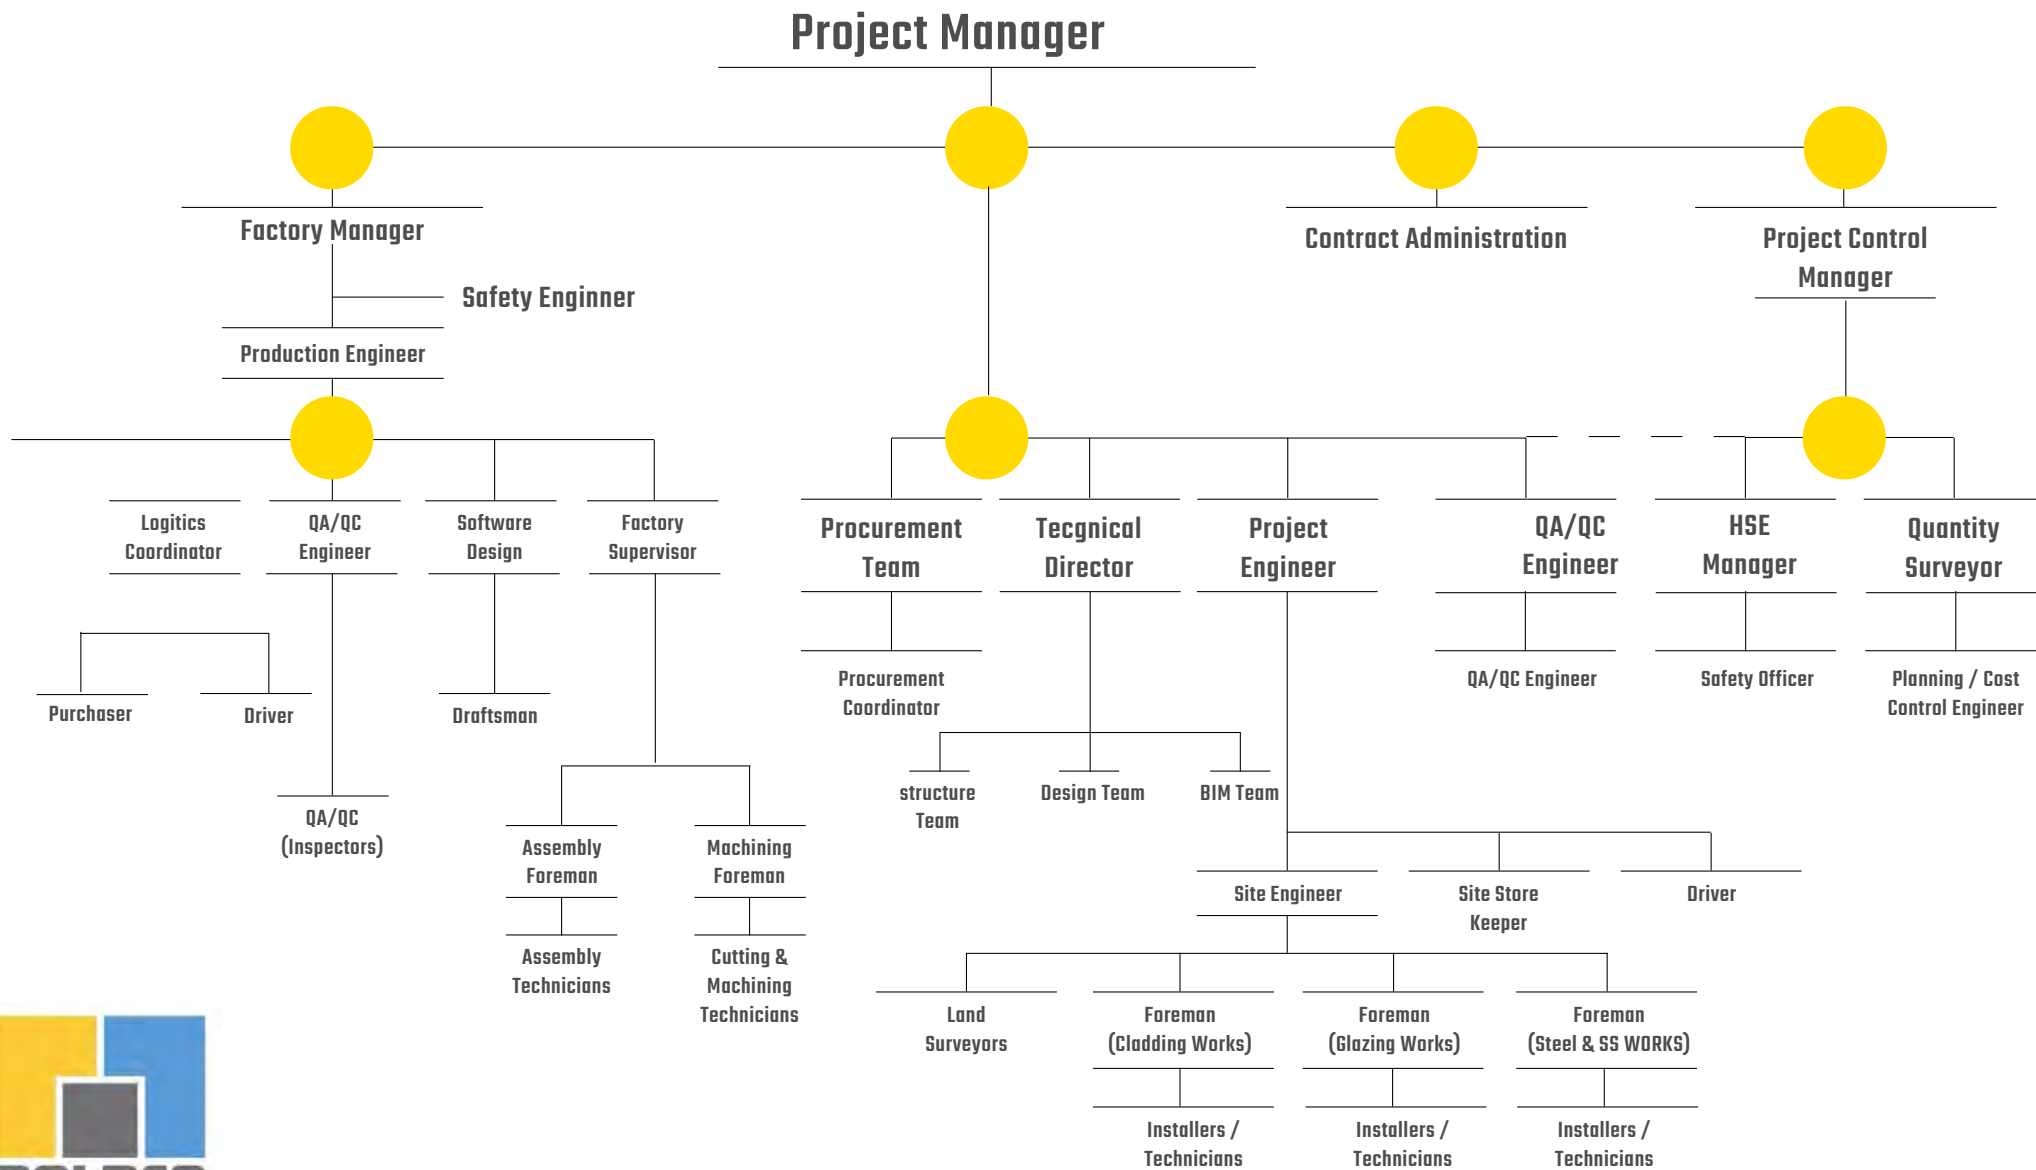 Project Manager
Factory Manager
Contract Administration
Project Control
Manager
Safety Enginner
Production Engineer
Logitics
Coordinator
QA/QC
Engineer
Software
Design
Factory
Supervisor
Procurement
Team
Tecgnical
Director
Project
Engineer
QA/QC
Engineer
HSE
Manager
Quantity
Surveyor
Purchaser
Driver
Draftsman
Procurement
Coordinator
QA/QC Engineer
Safety Officer
Planning / Cost
Control Engineer
structure
Team
Design Team
BIM Team
QA/QC
(Inspectors)
Assembly
Foreman
Machining
Foreman
Site Engineer
Site Store
Keeper
Driver
Assembly
Technicians
Cutting &
Machining
Technicians
Land
Surveyors
Foreman
(Cladding Works)
Foreman
(Glazing Works)
Foreman
(Steel & SS WORKS)
Installers /
Technicians
Installers /
Technicians
Installers /
Technicians